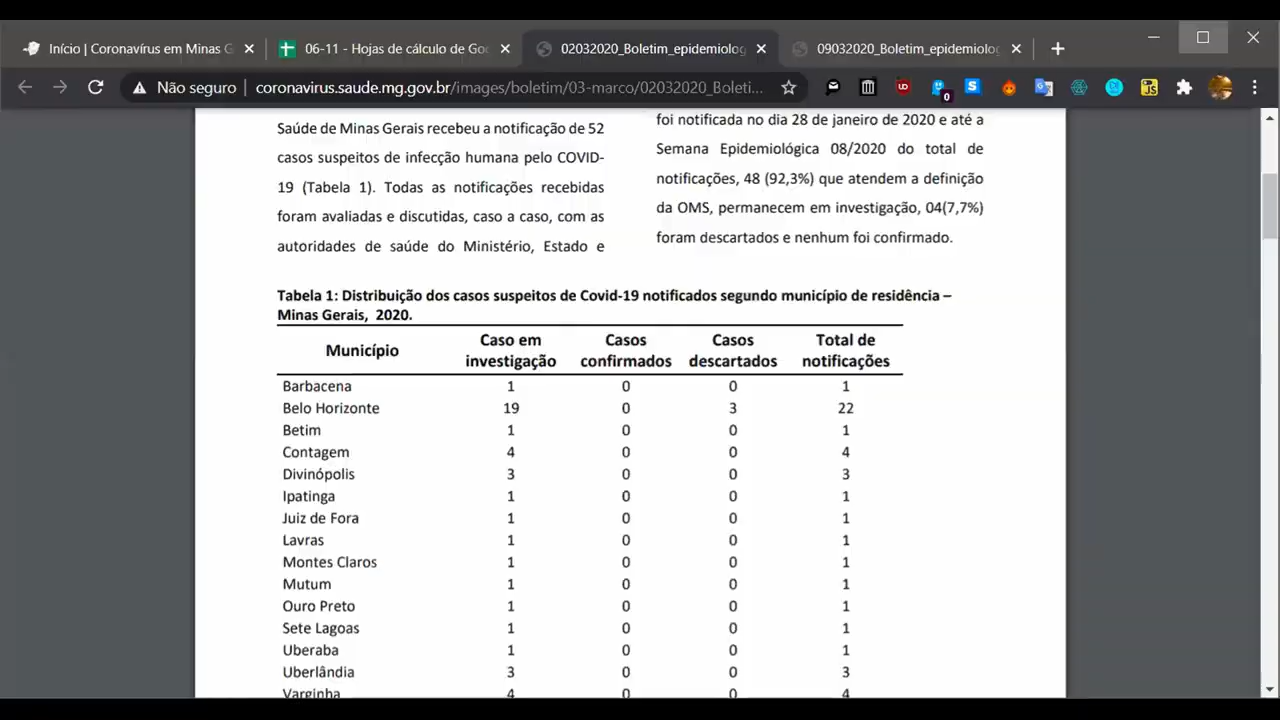 Início | Coronavírus em Minas G
06-11 - Hojas de cálculo de Goo
02032020_Boletim_epidemiolog
09032020_Boletim_epidemiolog
Não seguro
coronavirus.saude.mg.gov.br/images/boletim/03-marco/02032020_Boleti...
0
Saúde de Minas Gerais recebeu a notificação de 52
casos suspeitos de infecção humana pelo COVID-
19 (Tabela 1). Todas as notificações recebidas
foram avaliadas e discutidas, caso a caso, com as
autoridades de saúde do Ministério, Estado e
foi notificada no dia 28 de janeiro de 2020 e até a
Semana Epidemiológica 08/2020 do total de
notificações, 48 (92,3%) que atendem a definição
da OMS, permanecem em investigação, 04(7,7%)
foram descartados e nenhum foi confirmado.
Tabela 1: Distribuição dos casos suspeitos de Covid-19 notificados segundo município de residência –
Minas Gerais, 2020.
Município Caso em investigação Casos confirmados Casos descartados Total de notificações
Barbacena 1 0 0 1
Belo Horizonte 19 0 3 22
Betim 1 0 0 1
Contagem 4 0 0 4
Divinópolis 3 0 0 3
Ipatinga 1 0 0 1
Juiz de Fora 1 0 0 1
Lavras 1 0 0 1
Montes Claros 1 0 0 1
Mutum 1 0 0 1
Ouro Preto 1 0 0 1
Sete Lagoas 1 0 0 1
Uberaba 1 0 0 1
Uberlândia 3 0 0 3
Varginha 4 0 0 4